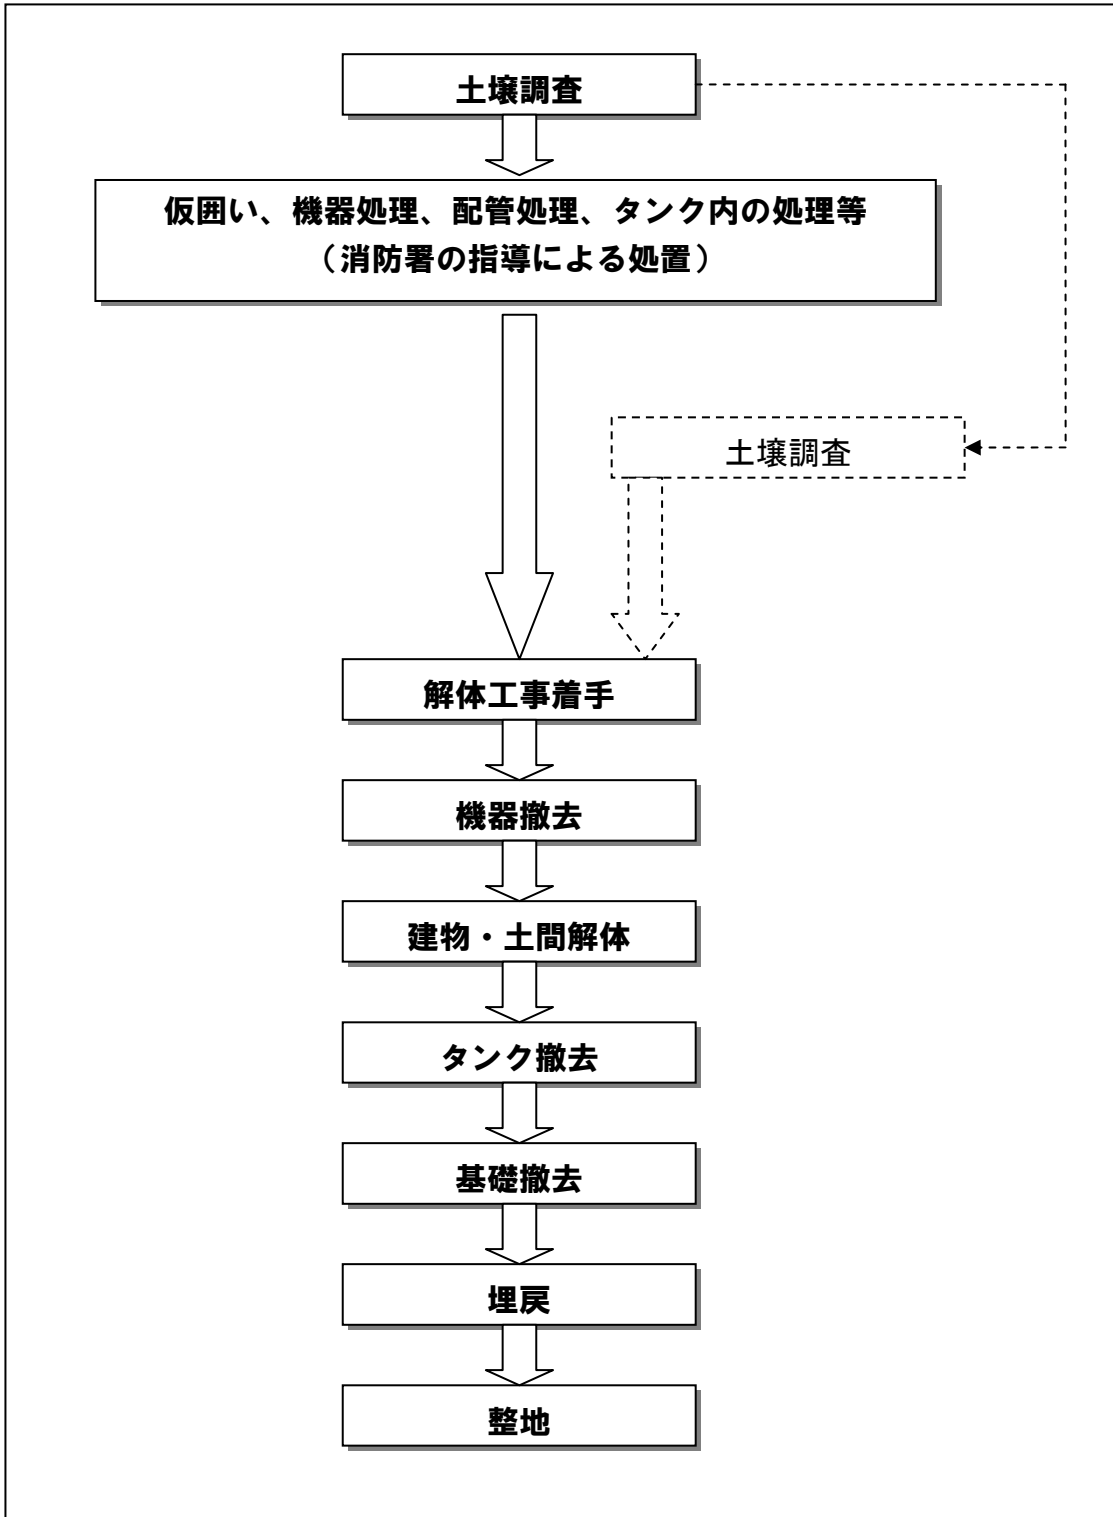 土壌調査
仮囲い、機器処理、配管処理、タンク内の処理等
（消防署の指導による処置）
土壌調査
解体工事着手
機器撤去
建物・土間解体
タンク撤去
基礎撤去
埋戻
整地